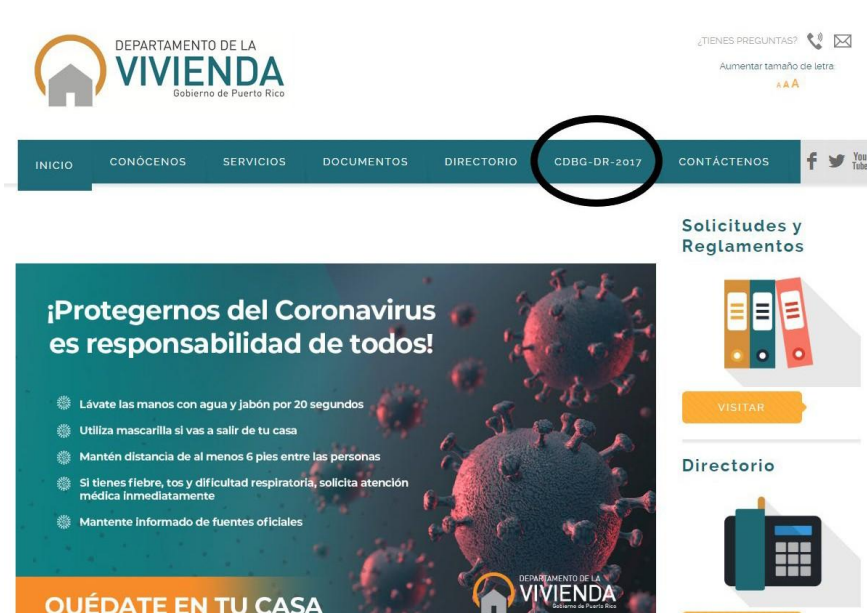 DEPARTAMENTO DE LA
VIVIENDA
Gobierno de Puerto Rico
¿TIENES PREGUNTAS?
Aumentar tamaño de letra:
A A A
INICIO
CONÓCENOS
SERVICIOS
DOCUMENTOS
DIRECTORIO
CDBG-DR-2017
CONTÁCTENOS
f
You
Tube
Solicitudes y
Reglamentos
¡Protegernos del Coronavirus
es responsabilidad de todos!
Lávate las manos con agua y jabón por 20 segundos
Utiliza mascarilla si vas a salir de tu casa
Mantén distancia de al menos 6 pies entre las personas
Si tienes fiebre, tos y dificultad respiratoria, solicita atención
médica inmediatamente
Mantente informado de fuentes oficiales
VISITAR
Directorio
QUÉDATE EN TU CASA
DEPARTAMENTO DE LA
VIVIENDA
Gobierno de Puerto Rico